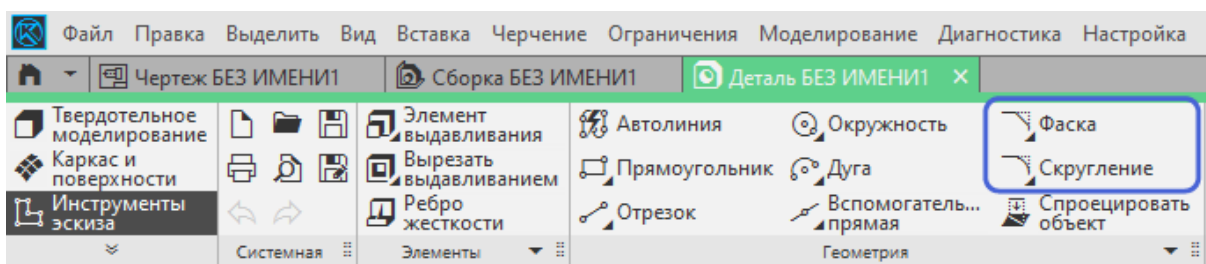 Файл Правка Выделить Вид Вставка Черчение Ограничения Моделирование Диагностика Настройка
Чертеж БЕЗ ИМЕНИ1 Сборка БЕЗ ИМЕНИ1 Деталь БЕЗ ИМЕНИ1
Твердотельное
моделирование
Каркас и
поверхности
Инструменты
эскиза
Системная
Элемент
выдавливания
Вырезать
выдавливанием
Ребро
жесткости
Элементы
Автолиния
Прямоугольник
Отрезок
Окружность
Дуга
Вспомогатель...
прямая
Фаска
Скругление
Спроецировать
объект
Геометрия